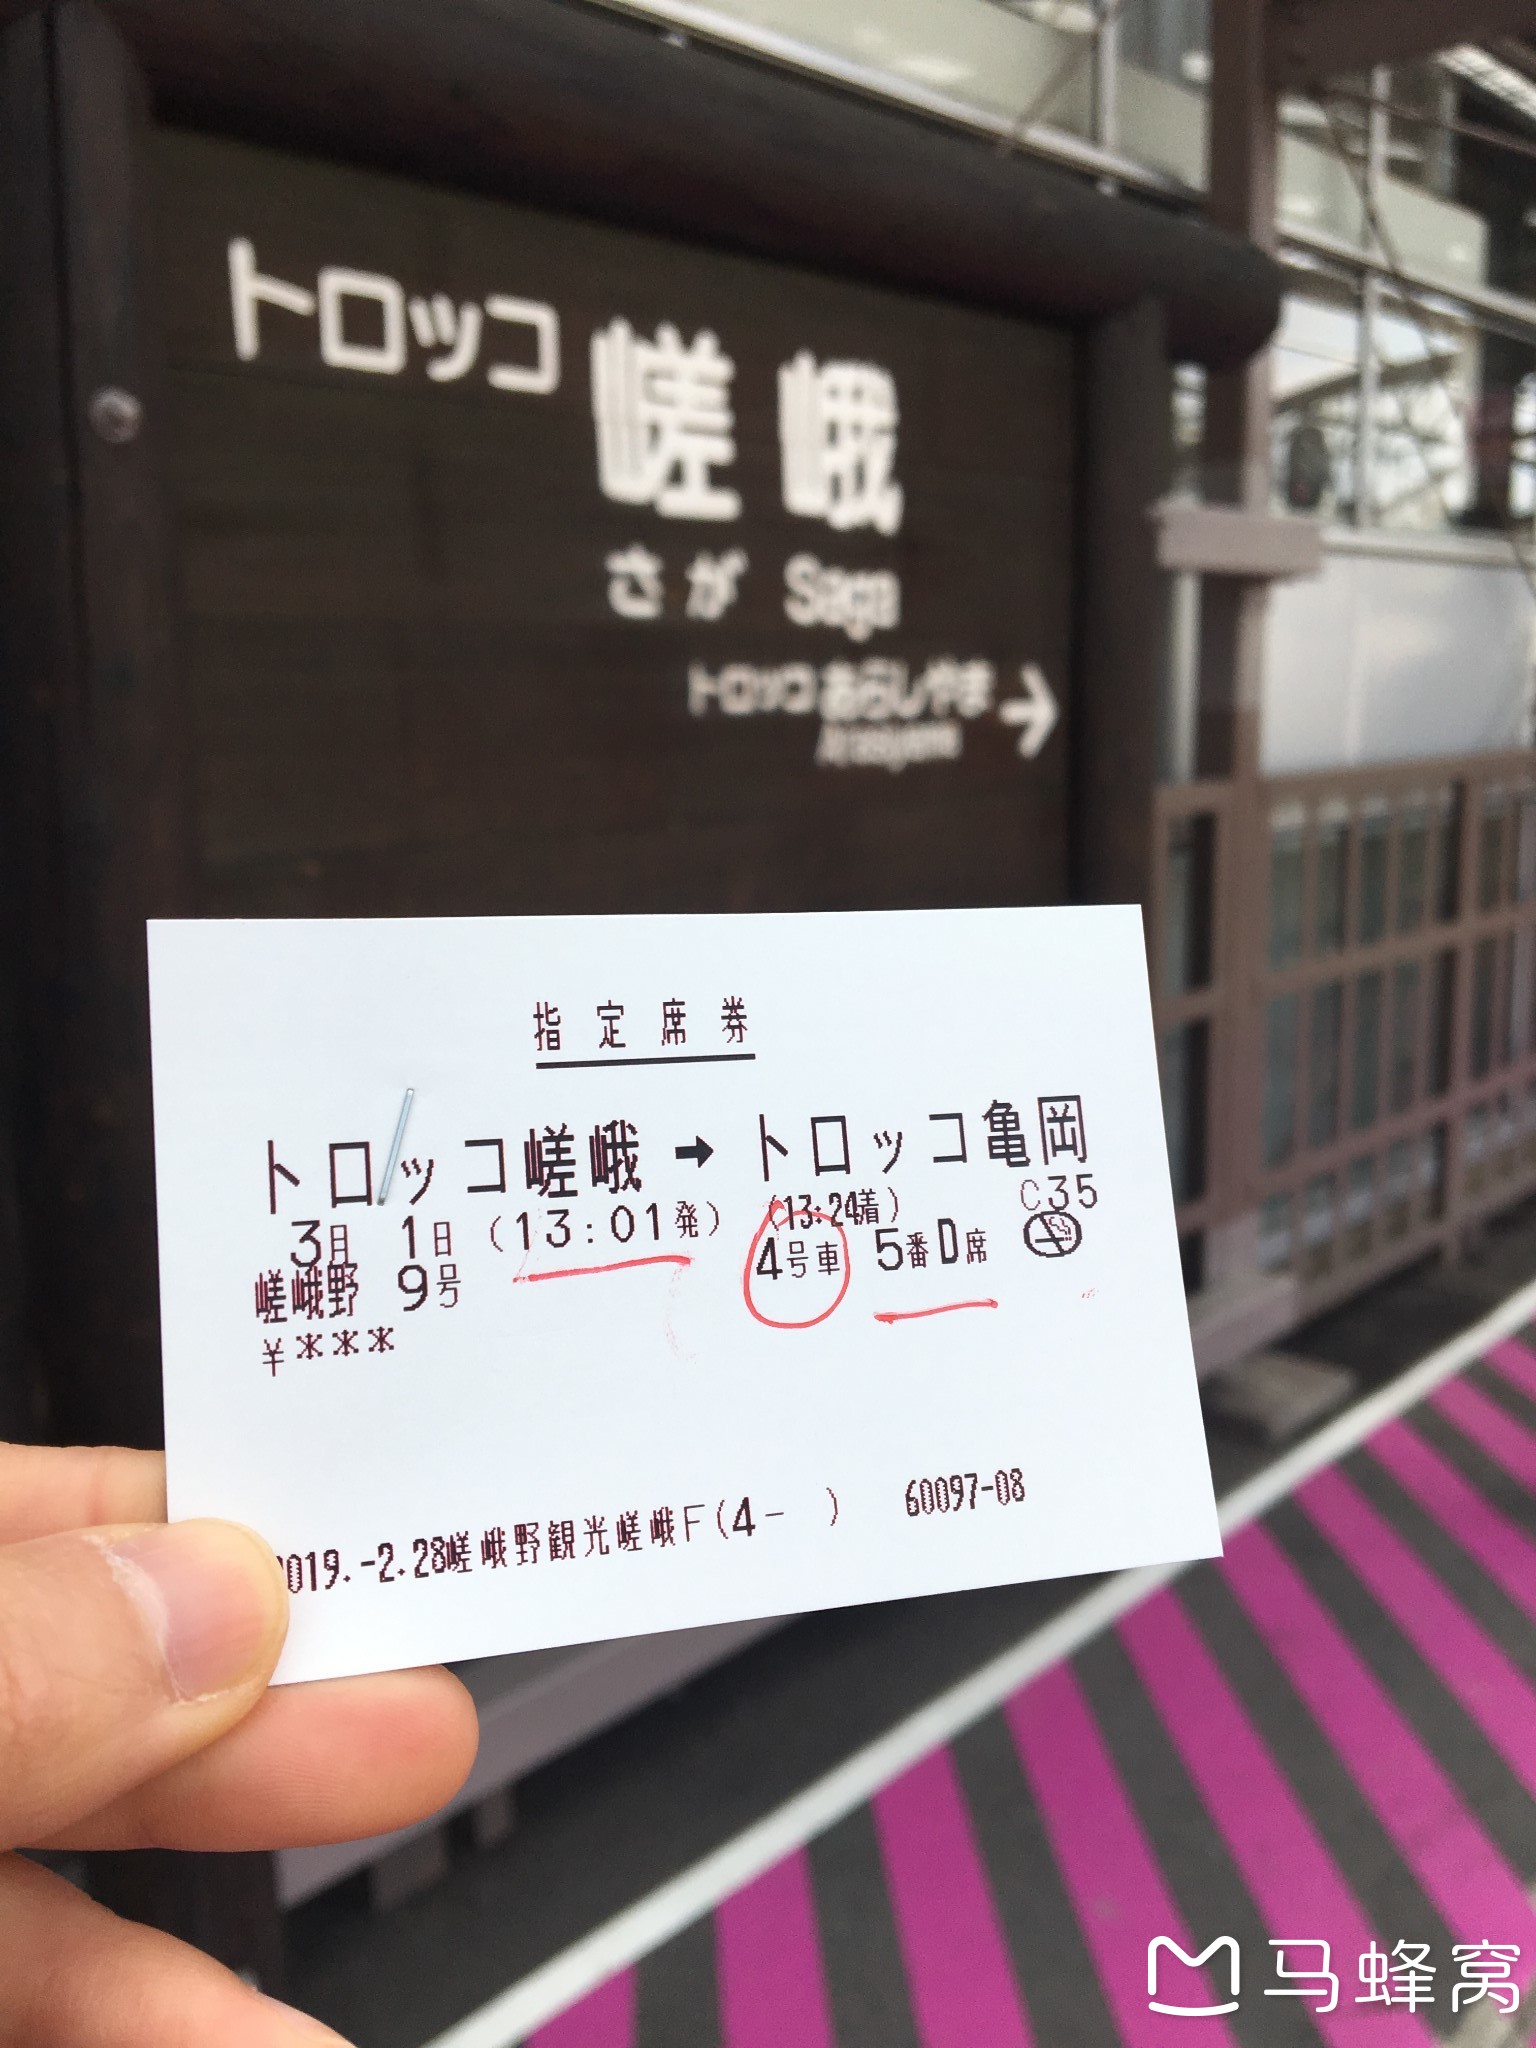 トロッコ 嵯峨
さが Saga
トロッコ あらしやま →
Arashiyama
指定席券
トロッコ嵯峨 → トロッコ亀岡
C35
3月 1日 (13:01発) (13:24着)
嵯峨野 9号 4号車 5番D席
¥***
019.-2.28嵯峨野観光嵯峨F(4- ) 60097-08
马蜂窝